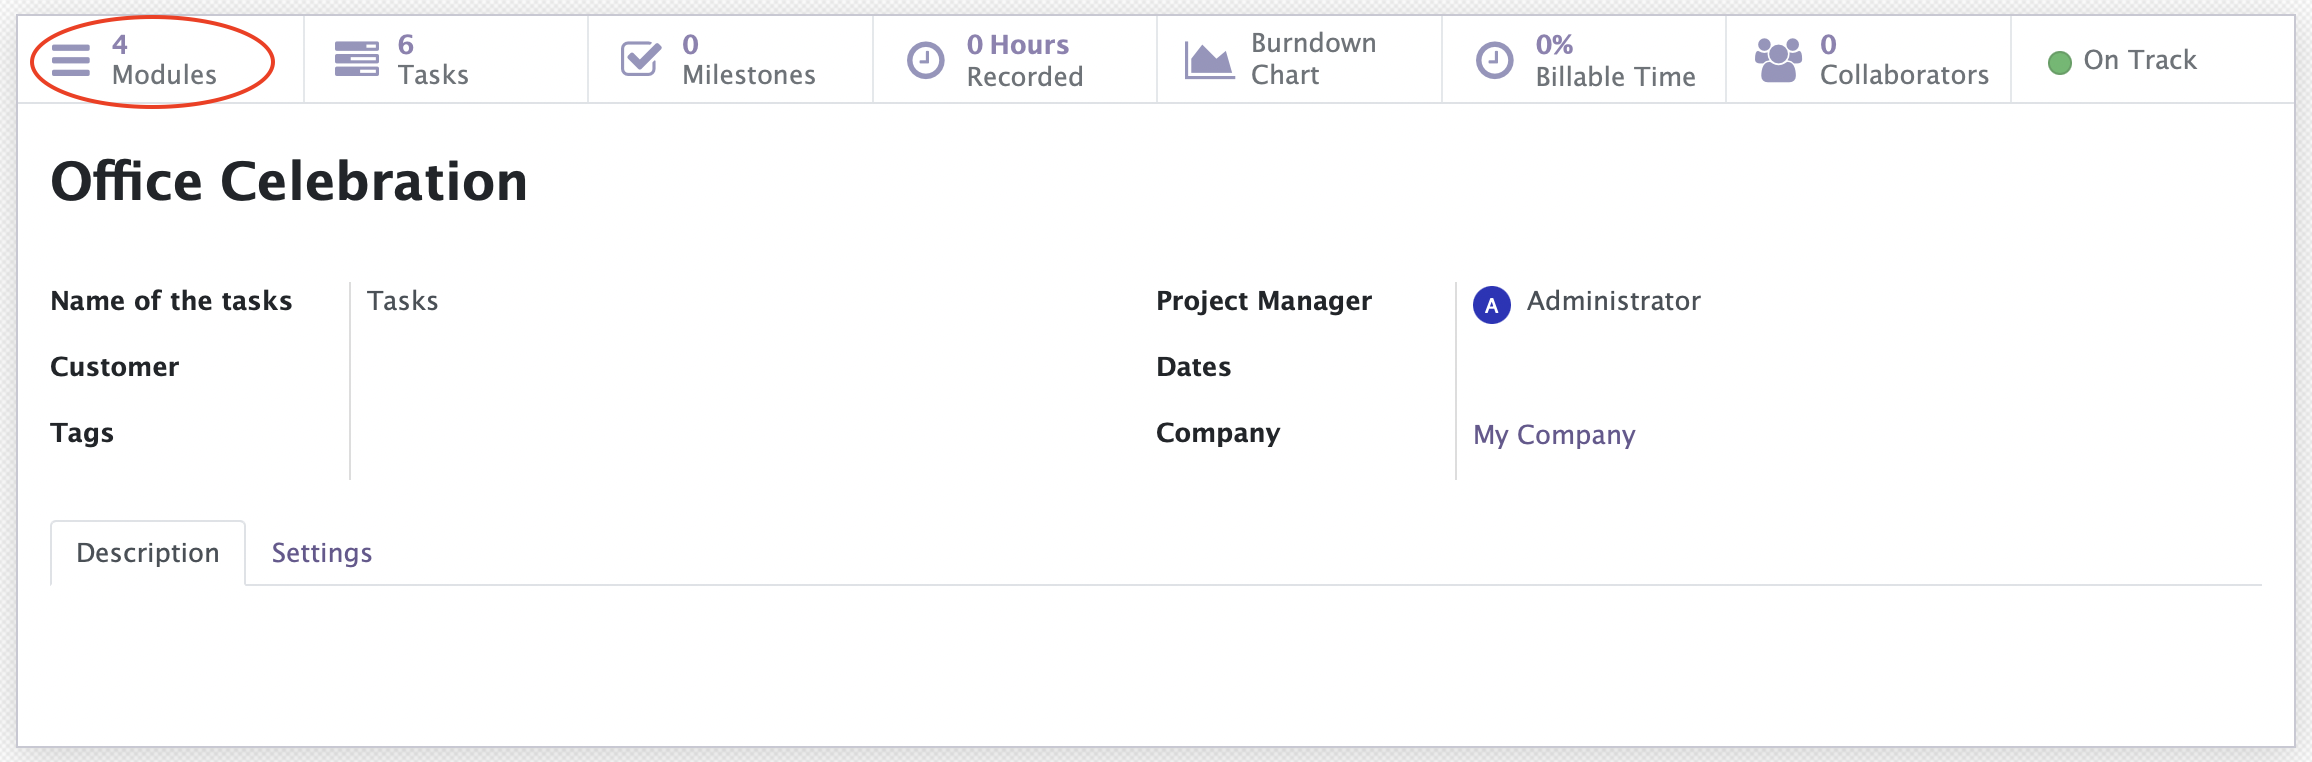 4
Modules
6
Tasks
0
Milestones
0 Hours
Recorded
Burndown
Chart
0%
Billable Time
0
Collaborators
On Track
Office Celebration
Name of the tasks Tasks
Customer
Tags
Project Manager A Administrator
Dates
Company My Company
Description Settings